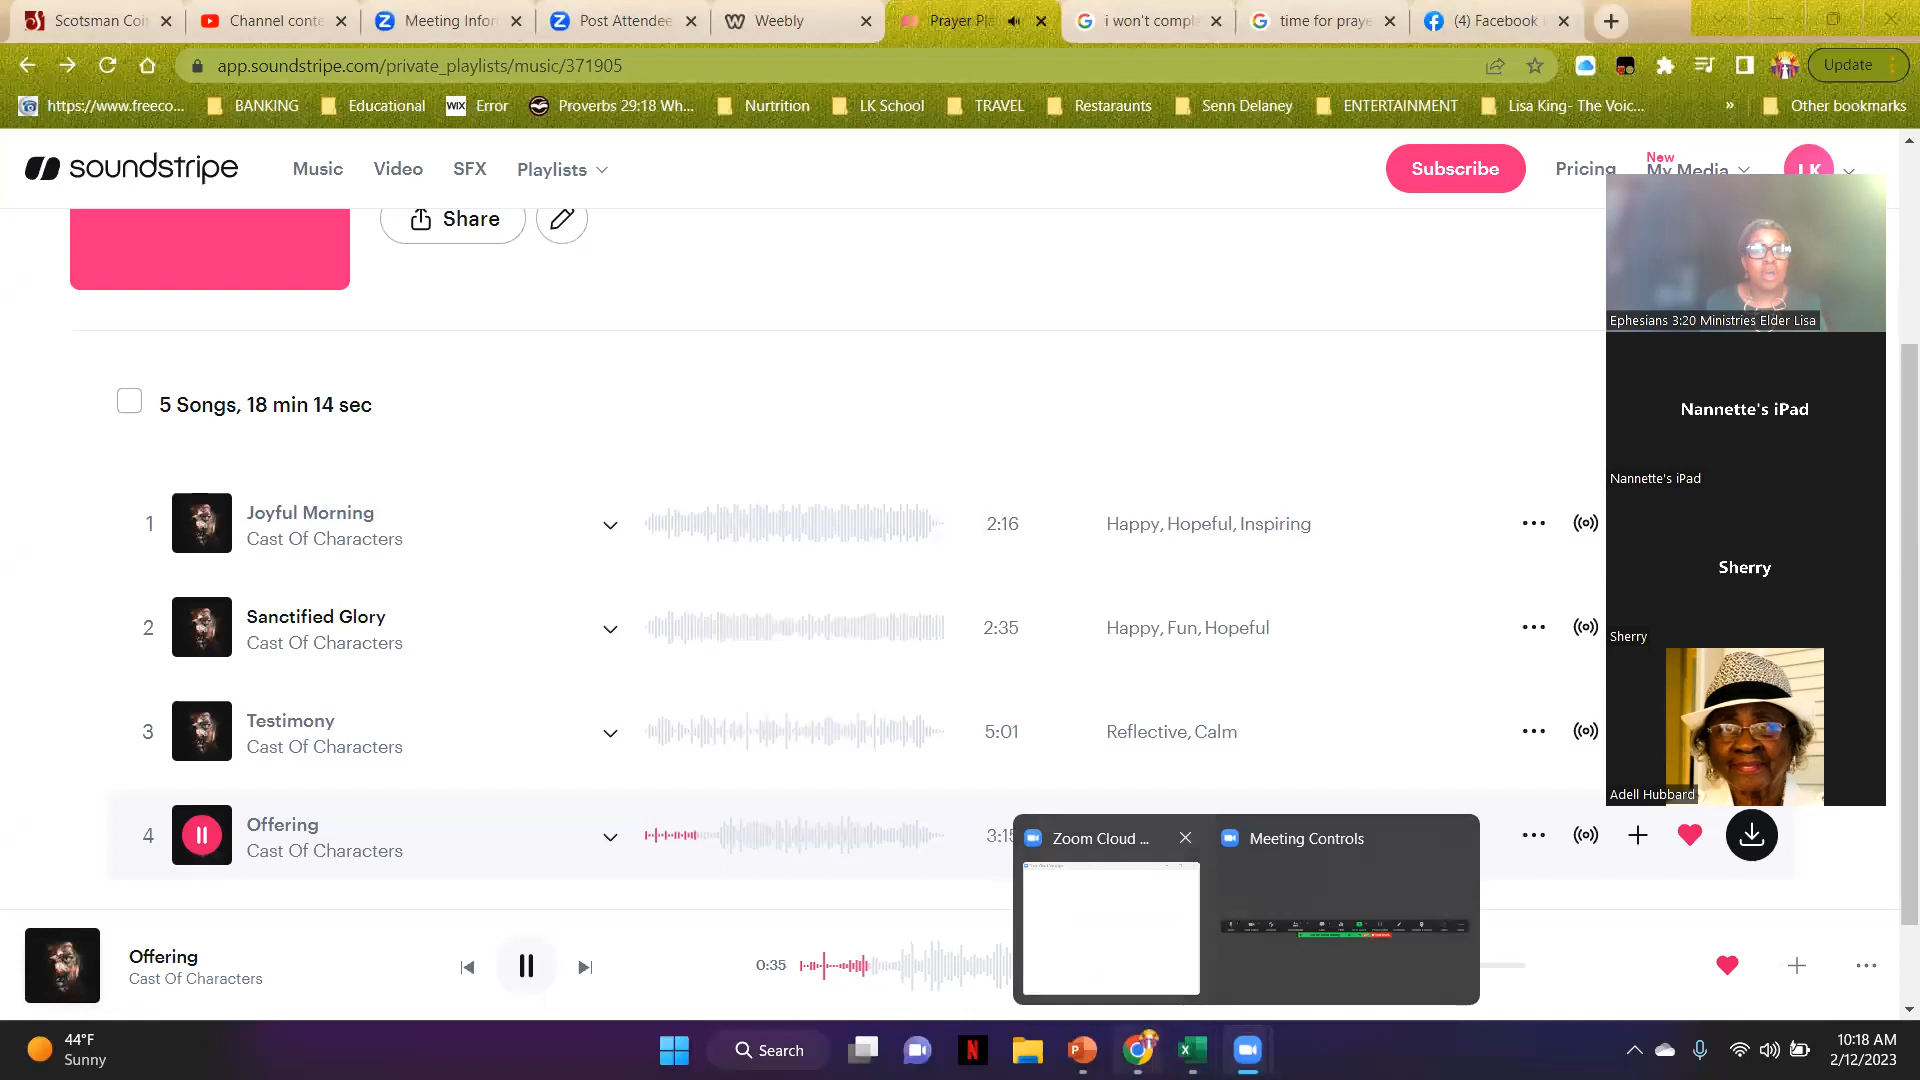 Scotsman Coi
Channel conte
Meeting Infor
Post Attendee
Weebly
Prayer Pla
i won't compl
time for praye
(4) Facebook
app.soundstripe.com/private_playlists/music/371905
Update
https://www.freeco...
BANKING
Educational
WIX
Error
Proverbs 29:18 Wh...
Nurtrition
LK School
TRAVEL
Restaraunts
Senn Delaney
ENTERTAINMENT
Lisa King- The Voic...
»
Other bookmarks
soundstripe
Music
Video
SFX
Playlists
Subscribe
Pricing
New
My Media
LK
Share
Ephesians 3:20 Ministries Elder Lisa
5 Songs, 18 min 14 sec
Nannette's iPad
Nannette's iPad
1
Joyful Morning
Cast Of Characters
2:16
Happy, Hopeful, Inspiring
Sherry
2
Sanctified Glory
Cast Of Characters
2:35
Happy, Fun, Hopeful
Sherry
3
Testimony
Cast Of Characters
5:01
Reflective, Calm
Adell Hubbard
4
Offering
Cast Of Characters
3:15
Zoom Cloud ...
Meeting Controls
Offering
Cast Of Characters
0:35
44°F
Sunny
Search
10:18 AM
2/12/2023